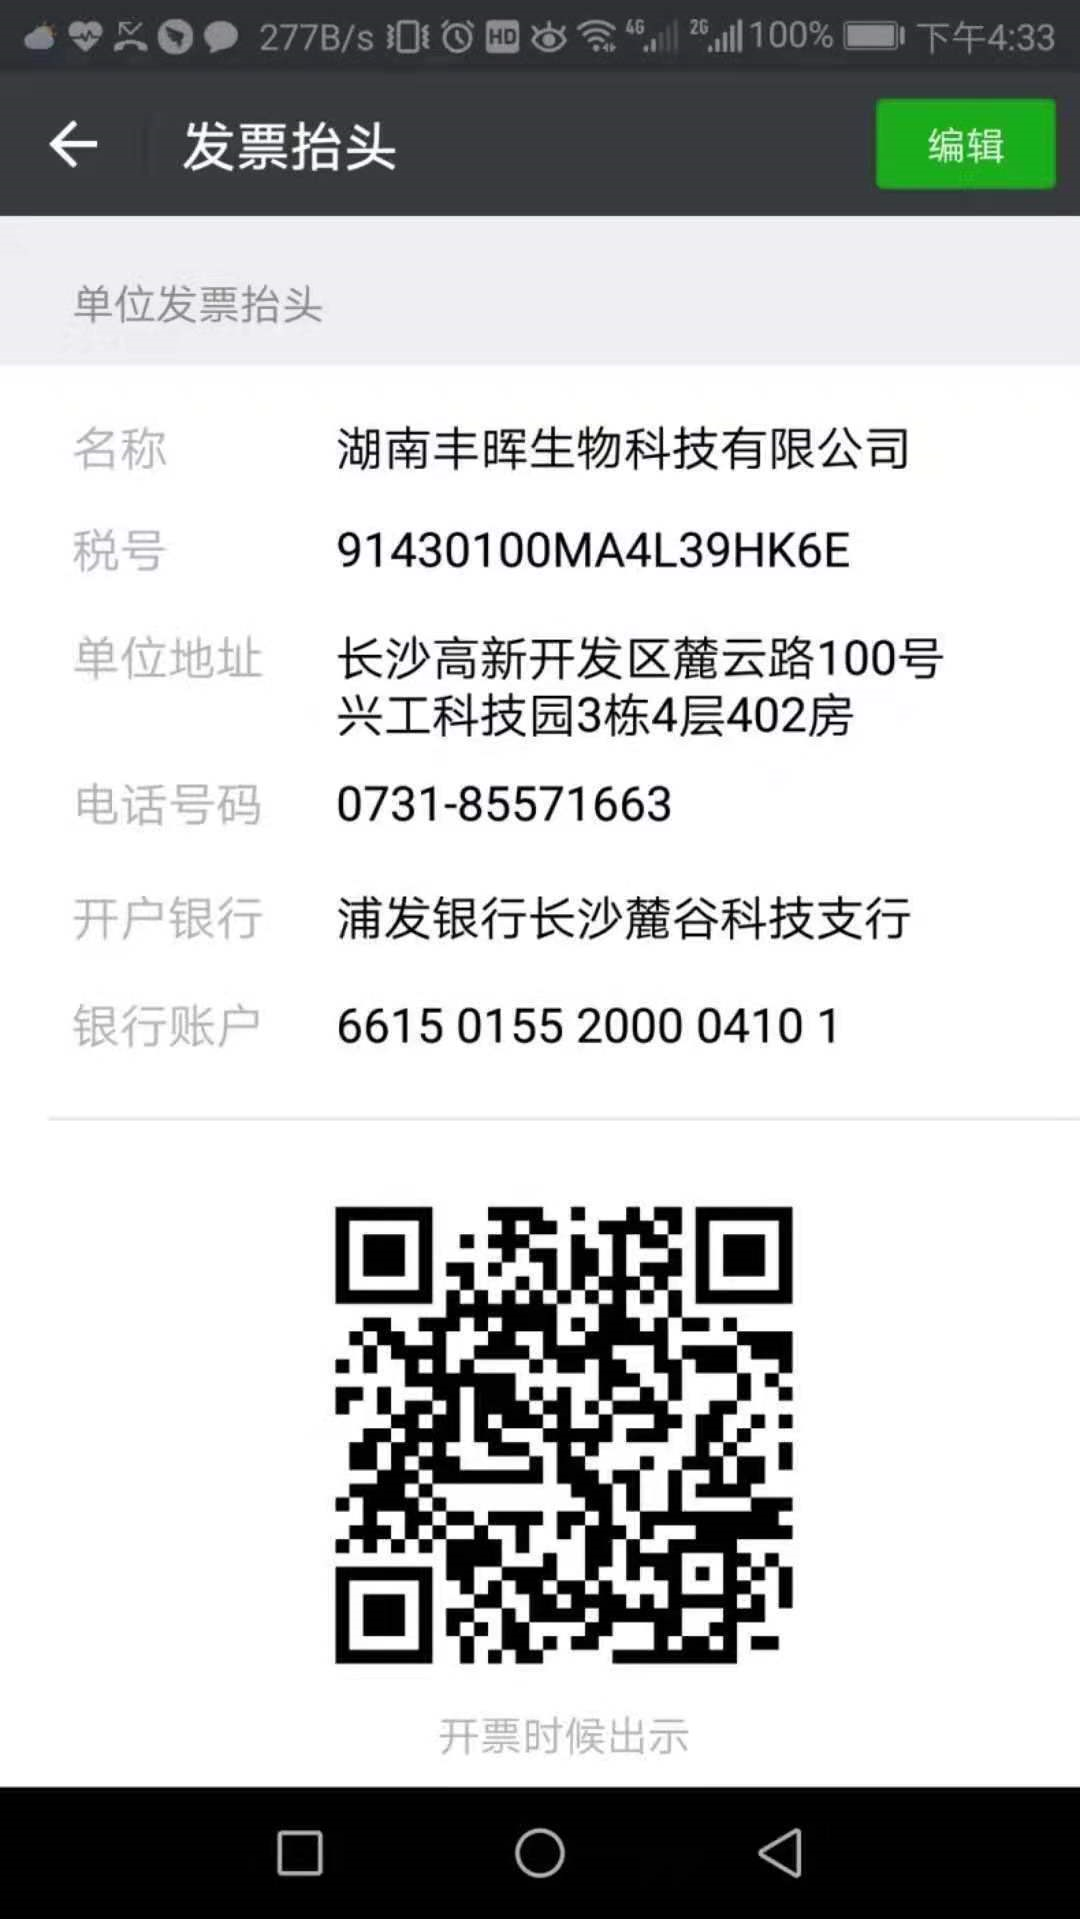 277B/s HD 4G 2G 100% 下午4:33
发票抬头 编辑
单位发票抬头
名称 湖南丰晖生物科技有限公司
税号 91430100MA4L39HK6E
单位地址 长沙高新开发区麓云路100号
兴工科技园3栋4层402房
电话号码 0731-85571663
开户银行 浦发银行长沙麓谷科技支行
银行账户 6615 0155 2000 0410 1
开票时候出示